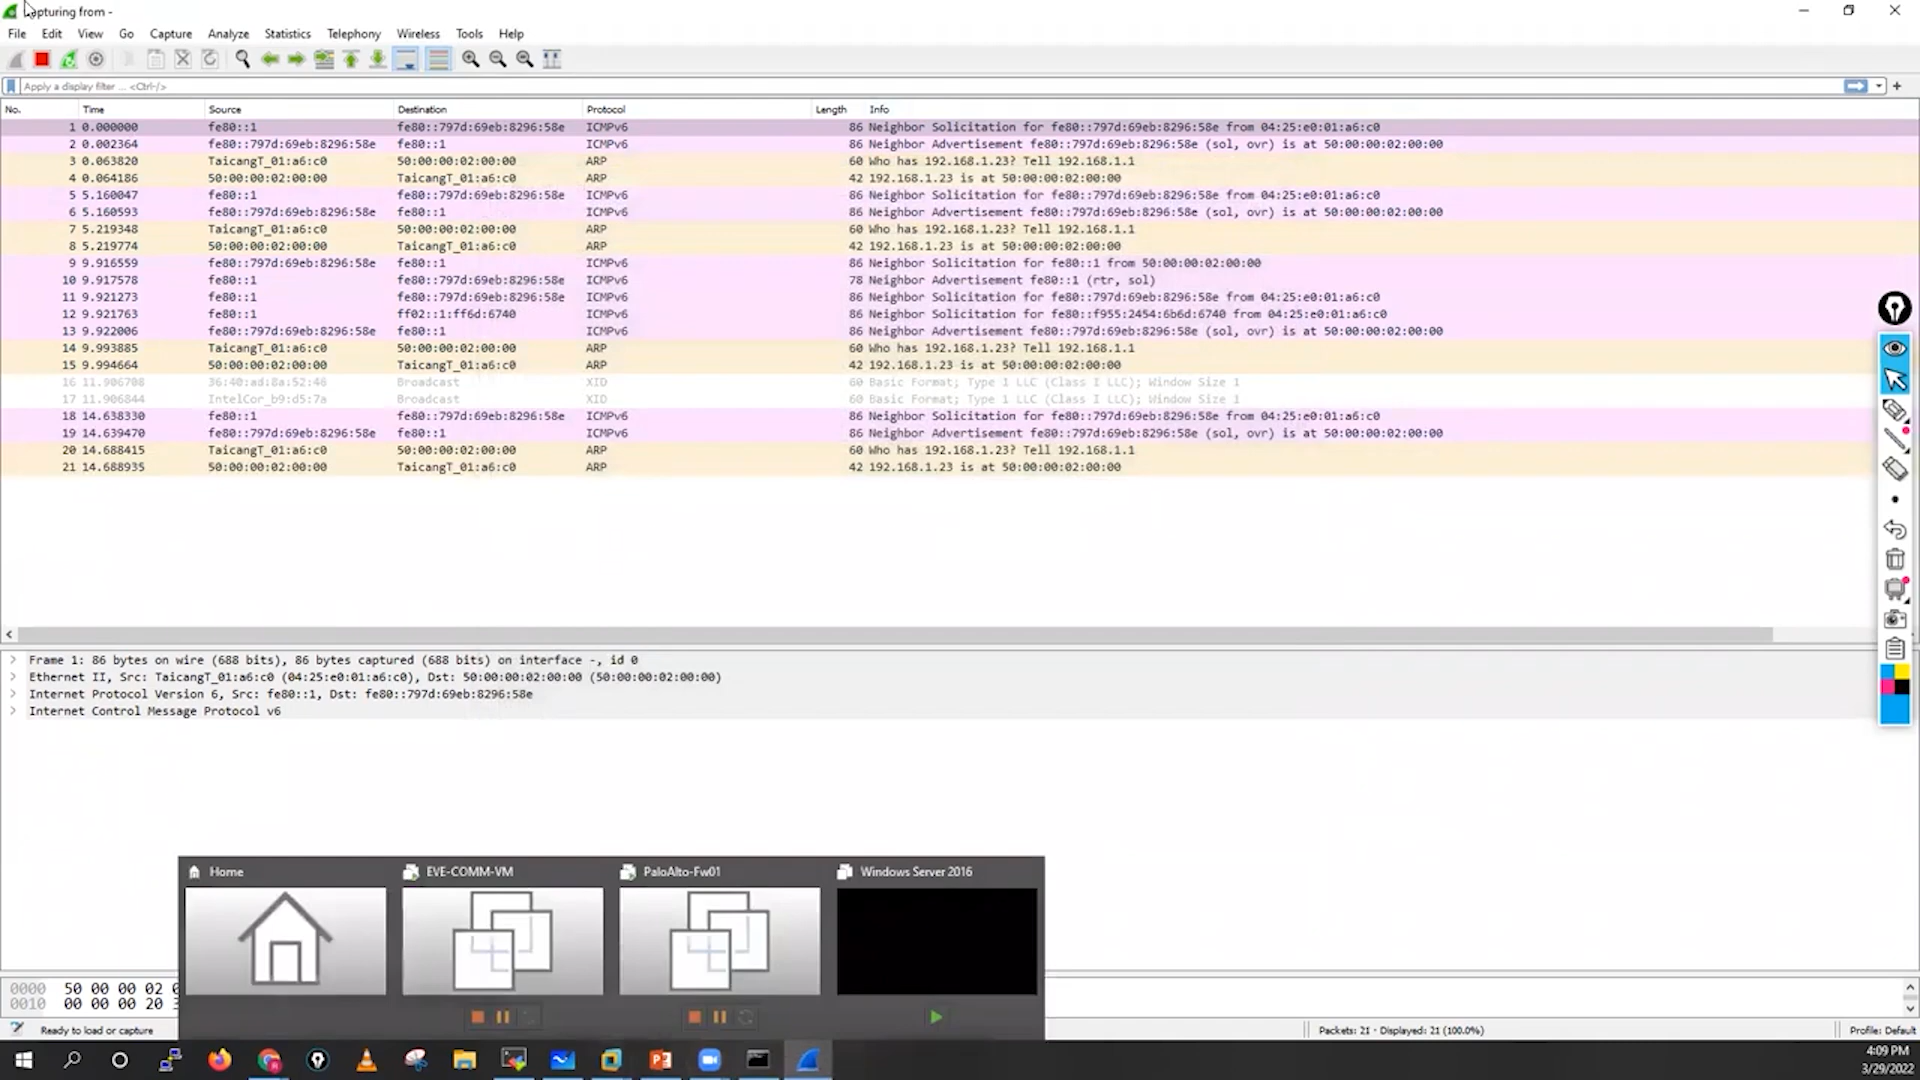 Capturing from -
File Edit View Go Capture Analyze Statistics Telephony Wireless Tools Help
Apply a display filter ... <Ctrl-/>
No. Time Source Destination Protocol Length Info
1 0.000000 fe80::1 fe80::797d:69eb:8296:58e ICMPv6 86 Neighbor Solicitation for fe80::797d:69eb:8296:58e from 04:25:e0:01:a6:c0
2 0.002364 fe80::797d:69eb:8296:58e fe80::1 ICMPv6 86 Neighbor Advertisement fe80::797d:69eb:8296:58e (sol, ovr) is at 50:00:00:02:00:00
3 0.063820 TaicangT_01:a6:c0 50:00:00:02:00:00 ARP 60 Who has 192.168.1.23? Tell 192.168.1.1
4 0.064186 50:00:00:02:00:00 TaicangT_01:a6:c0 ARP 42 192.168.1.23 is at 50:00:00:02:00:00
5 5.160047 fe80::1 fe80::797d:69eb:8296:58e ICMPv6 86 Neighbor Solicitation for fe80::797d:69eb:8296:58e from 04:25:e0:01:a6:c0
6 5.160593 fe80::797d:69eb:8296:58e fe80::1 ICMPv6 86 Neighbor Advertisement fe80::797d:69eb:8296:58e (sol, ovr) is at 50:00:00:02:00:00
7 5.219348 TaicangT_01:a6:c0 50:00:00:02:00:00 ARP 60 Who has 192.168.1.23? Tell 192.168.1.1
8 5.219774 50:00:00:02:00:00 TaicangT_01:a6:c0 ARP 42 192.168.1.23 is at 50:00:00:02:00:00
9 9.916559 fe80::797d:69eb:8296:58e fe80::1 ICMPv6 86 Neighbor Solicitation for fe80::1 from 50:00:00:02:00:00
10 9.917578 fe80::1 fe80::797d:69eb:8296:58e ICMPv6 78 Neighbor Advertisement fe80::1 (rtr, sol)
11 9.921273 fe80::1 fe80::797d:69eb:8296:58e ICMPv6 86 Neighbor Solicitation for fe80::797d:69eb:8296:58e from 04:25:e0:01:a6:c0
12 9.921763 fe80::1 ff02::1:ff6d:6740 ICMPv6 86 Neighbor Solicitation for fe80::f955:2454:6b6d:6740 from 04:25:e0:01:a6:c0
13 9.922006 fe80::797d:69eb:8296:58e fe80::1 ICMPv6 86 Neighbor Advertisement fe80::797d:69eb:8296:58e (sol, ovr) is at 50:00:00:02:00:00
14 9.993885 TaicangT_01:a6:c0 50:00:00:02:00:00 ARP 60 Who has 192.168.1.23? Tell 192.168.1.1
15 9.994664 50:00:00:02:00:00 TaicangT_01:a6:c0 ARP 42 192.168.1.23 is at 50:00:00:02:00:00
16 11.906708 36:40:ad:8a:52:46 Broadcast XID 60 Basic Format; Type 1 LLC (Class I LLC); Window Size 1
17 11.906844 IntelCor_b9:d5:7a Broadcast XID 60 Basic Format; Type 1 LLC (Class I LLC); Window Size 1
18 14.638330 fe80::1 fe80::797d:69eb:8296:58e ICMPv6 86 Neighbor Solicitation for fe80::797d:69eb:8296:58e from 04:25:e0:01:a6:c0
19 14.639470 fe80::797d:69eb:8296:58e fe80::1 ICMPv6 86 Neighbor Advertisement fe80::797d:69eb:8296:58e (sol, ovr) is at 50:00:00:02:00:00
20 14.688415 TaicangT_01:a6:c0 50:00:00:02:00:00 ARP 60 Who has 192.168.1.23? Tell 192.168.1.1
21 14.688935 50:00:00:02:00:00 TaicangT_01:a6:c0 ARP 42 192.168.1.23 is at 50:00:00:02:00:00
Frame 1: 86 bytes on wire (688 bits), 86 bytes captured (688 bits) on interface -, id 0
Ethernet II, Src: TaicangT_01:a6:c0 (04:25:e0:01:a6:c0), Dst: 50:00:00:02:00:00 (50:00:00:02:00:00)
Internet Protocol Version 6, Src: fe80::1, Dst: fe80::797d:69eb:8296:58e
Internet Control Message Protocol v6
Home EVE-COMM-VM PaloAlto-Fw01 Windows Server 2016
0000 50 00 00 02
0010 00 00 00 20
Ready to load or capture Packets: 21 · Displayed: 21 (100.0%) Profile: Default
4:09 PM
3/29/2022